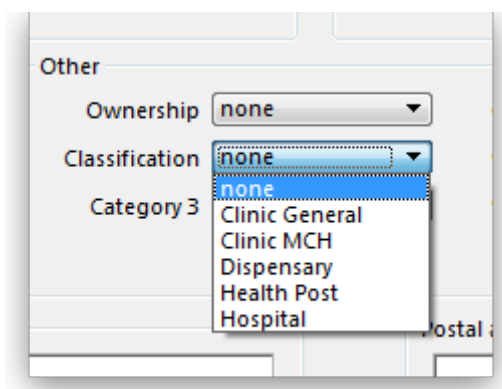 Other
Ownership none
Classification none
none
Category 3
Clinic General
Clinic MCH
Dispensary
Health Post
Hospital
Postal